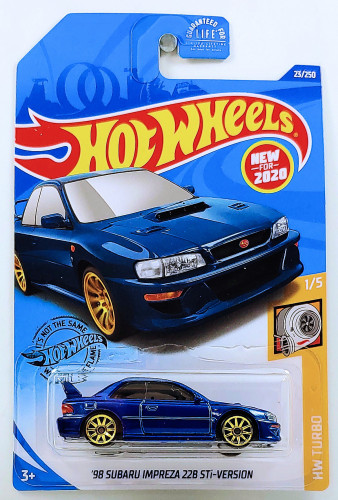 GUARANTEED FOR
LIFE
23/250
HOT WHEELS
NEW
FOR
2020
1/5
IT'S NOT THE SAME
HOT WHEELS
HW TURBO
3+
'98 SUBARU IMPREZA 22B STi-VERSION